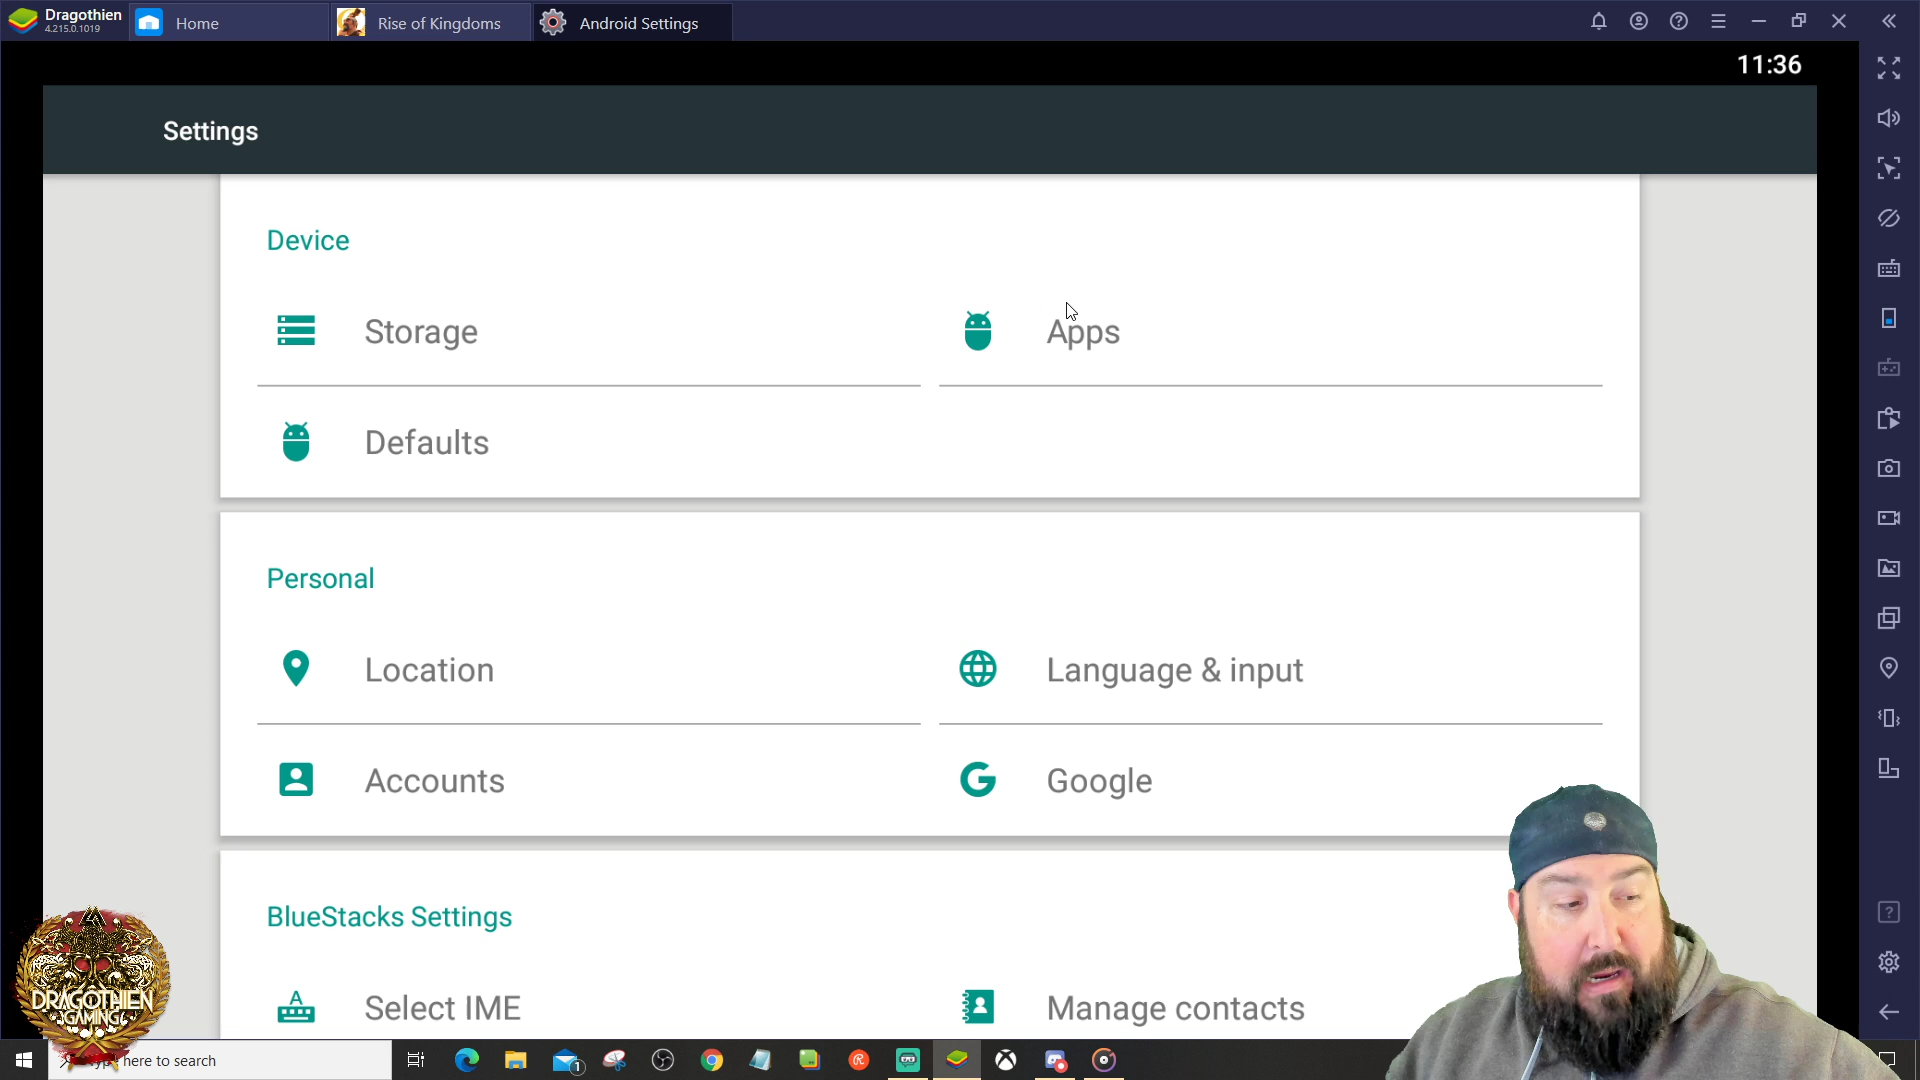 Dragothien
4.215.0.1019
Home
Rise of Kingdoms
Android Settings
11:36
Settings
Device
Storage
Apps
Defaults
Personal
Location
Language & input
Accounts
Google
BlueStacks Settings
Select IME
Manage contacts
DRAGOTHIEN
GAMING
here to search
1